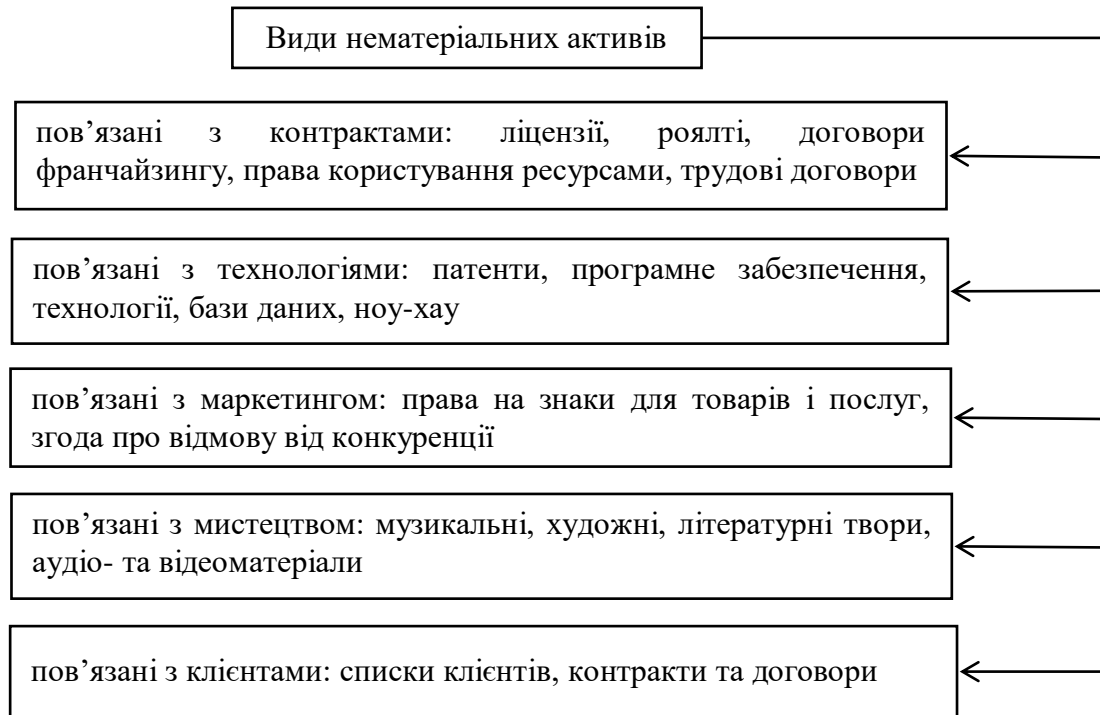 Види нематеріальних активів
пов’язані з контрактами: ліцензії, роялті, договори
франчайзингу, права користування ресурсами, трудові договори
пов’язані з технологіями: патенти, програмне забезпечення,
технології, бази даних, ноу-хау
пов’язані з маркетингом: права на знаки для товарів і послуг,
згода про відмову від конкуренції
пов’язані з мистецтвом: музикальні, художні, літературні твори,
аудіо- та відеоматеріали
пов’язані з клієнтами: списки клієнтів, контракти та договори